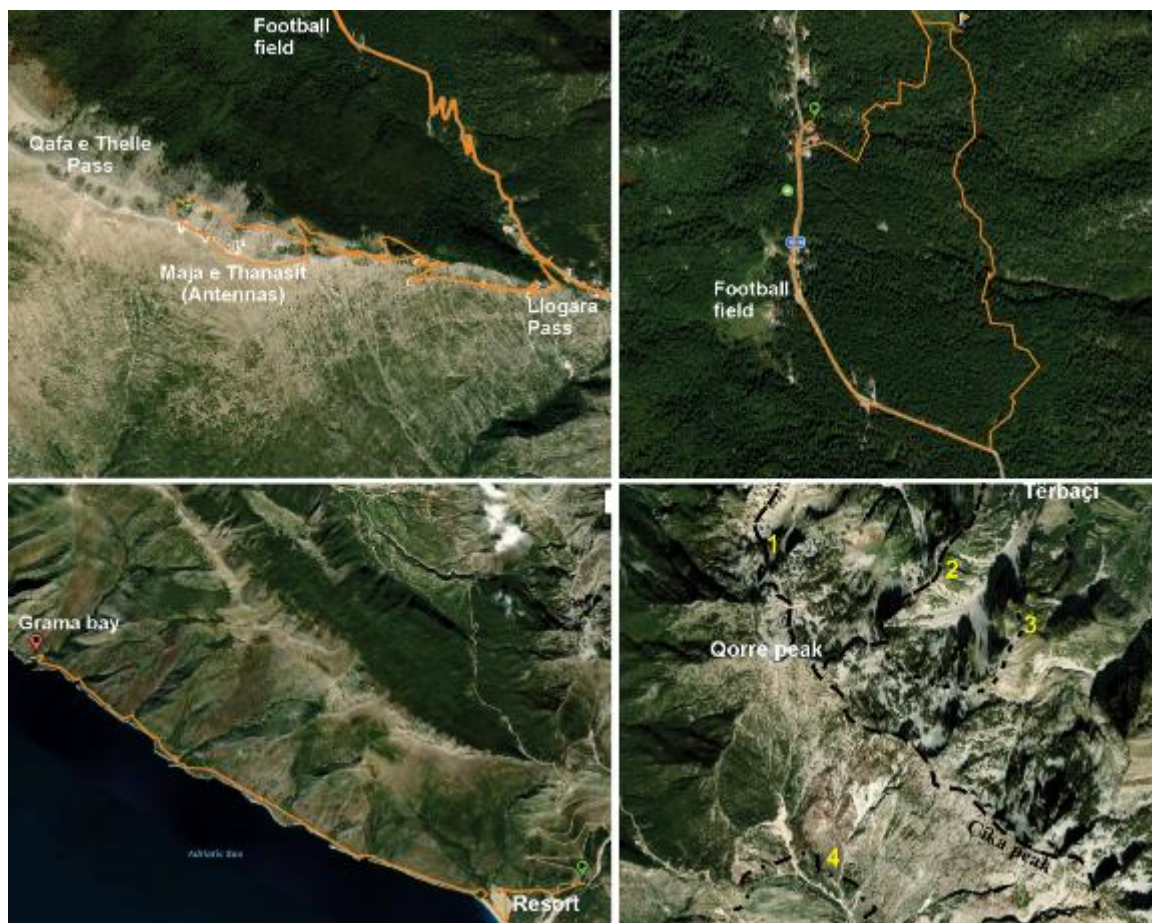 Football
field
Qafa e Thelle
Pass
Maja e Thanasit
(Antennas)
Llogara
Pass
Football
field
Grama bay
Adriatic Sea
Resort
Tërbaçi
1
2
3
Qorre peak
Çika peak
4